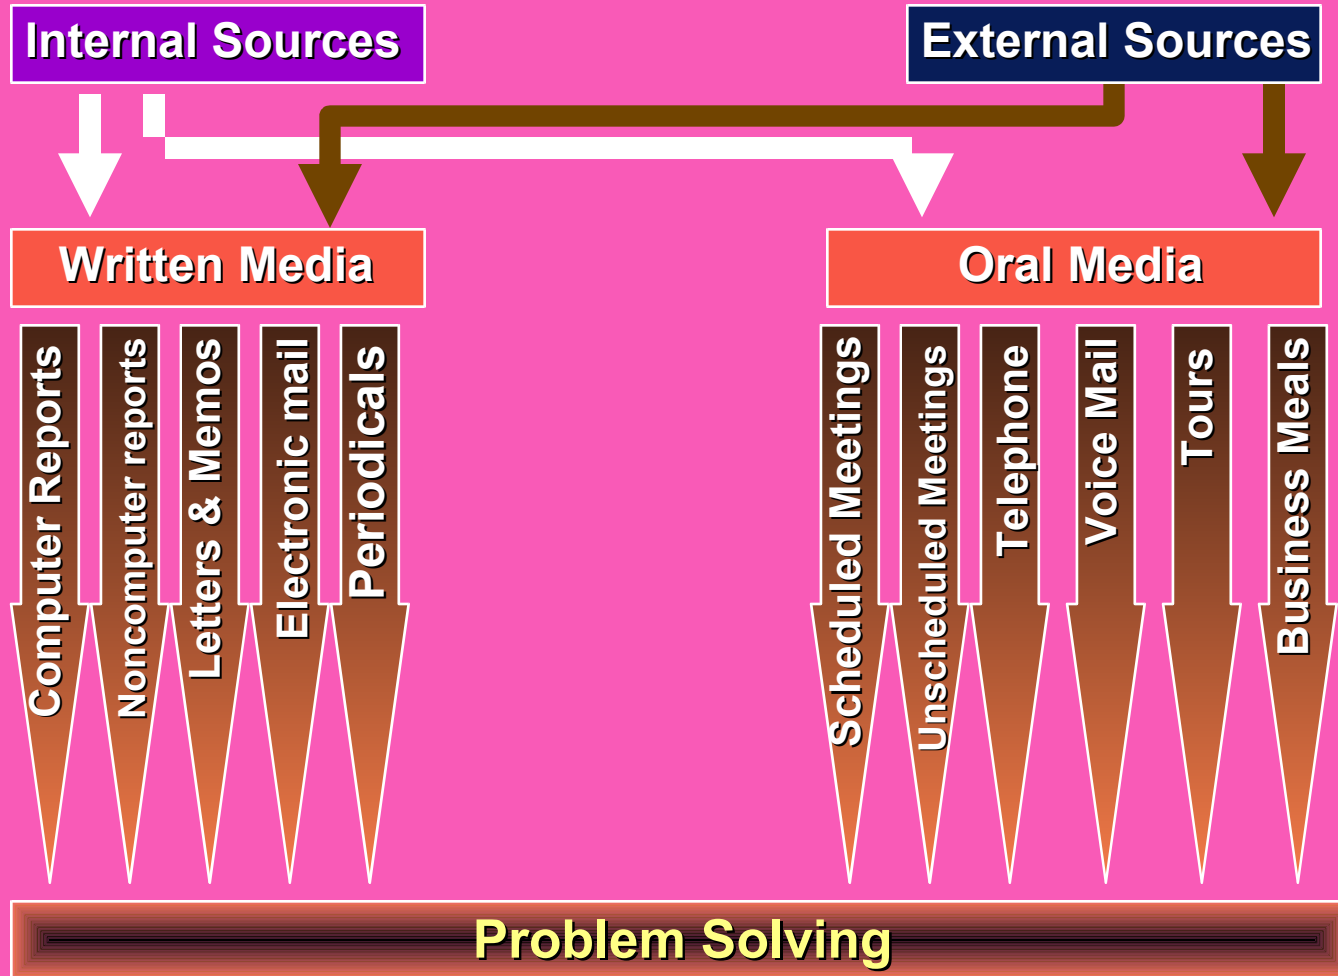 Internal Sources
External Sources
Written Media
Oral Media
Computer Reports
Noncomputer reports
Letters & Memos
Electronic mail
Periodicals
Scheduled Meetings
Unscheduled Meetings
Telephone
Voice Mail
Tours
Business Meals
Problem Solving